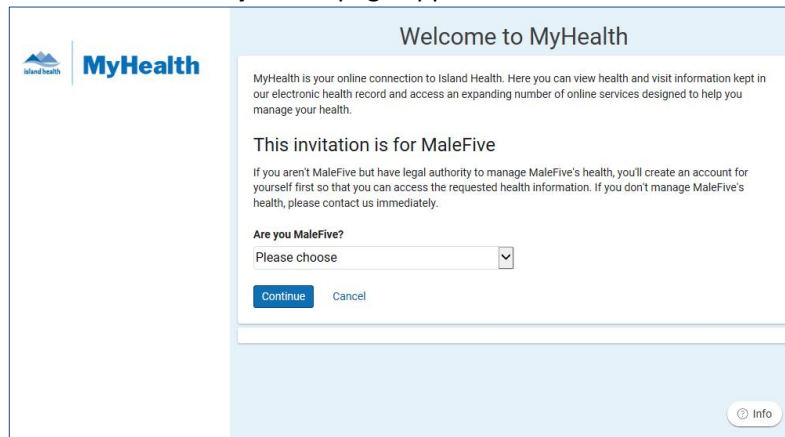 Welcome to MyHealth
island health
MyHealth
MyHealth is your online connection to Island Health. Here you can view health and visit information kept in
our electronic health record and access an expanding number of online services designed to help you
manage your health.
This invitation is for MaleFive
If you aren't MaleFive but have legal authority to manage MaleFive's health, you'll create an account for
yourself first so that you can access the requested health information. If you don't manage MaleFive's
health, please contact us immediately.
Are you MaleFive?
Please choose
Continue Cancel
Info